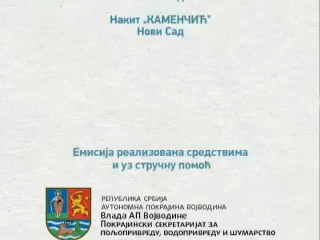 Накит „КАМЕНЧИЋ"
Нови Сад
Емисија реализована средствима
и уз стручну помоћ
РЕПУБЛИКА СРБИЈА
АУТОНОМНА ПОКРАЈИНА ВОЈВОДИНА
Влада АП Војводине
ПОКРАЈИНСКИ СЕКРЕТАРИЈАТ ЗА
ПОЉОПРИВРЕДУ, ВОДОПРИВРЕДУ И ШУМАРСТВО